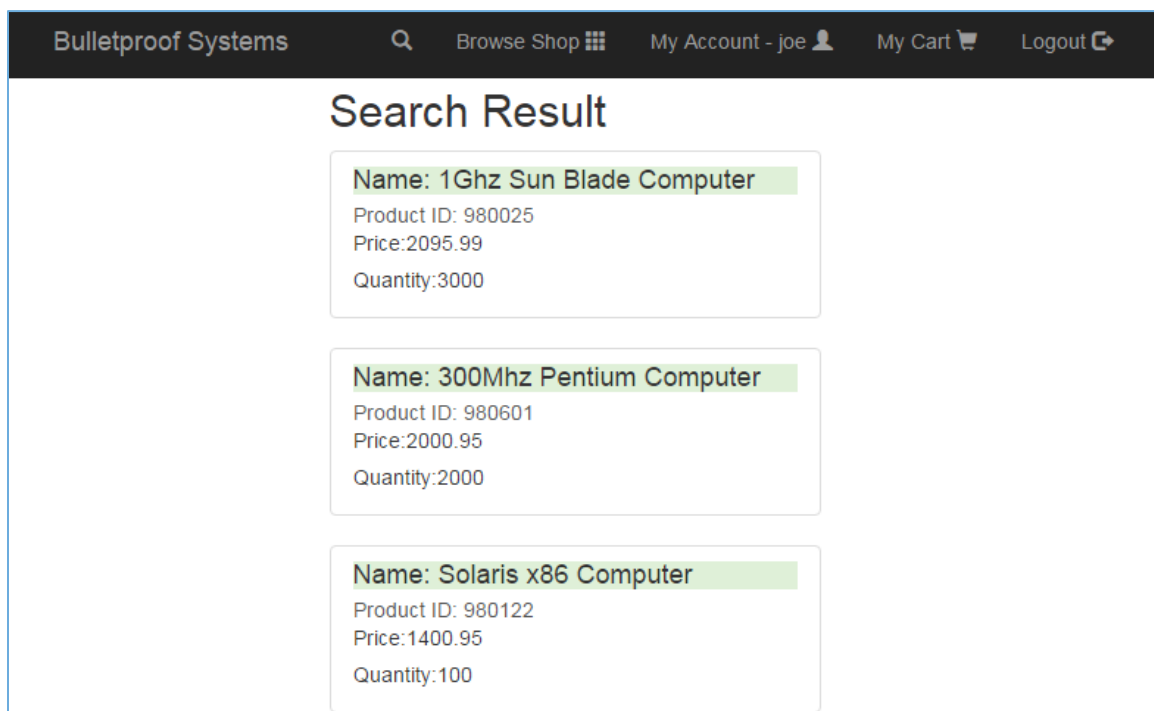 Bulletproof Systems Browse Shop My Account - joe My Cart Logout
Search Result
Name: 1Ghz Sun Blade Computer
Product ID: 980025
Price:2095.99
Quantity:3000
Name: 300Mhz Pentium Computer
Product ID: 980601
Price:2000.95
Quantity:2000
Name: Solaris x86 Computer
Product ID: 980122
Price:1400.95
Quantity:100